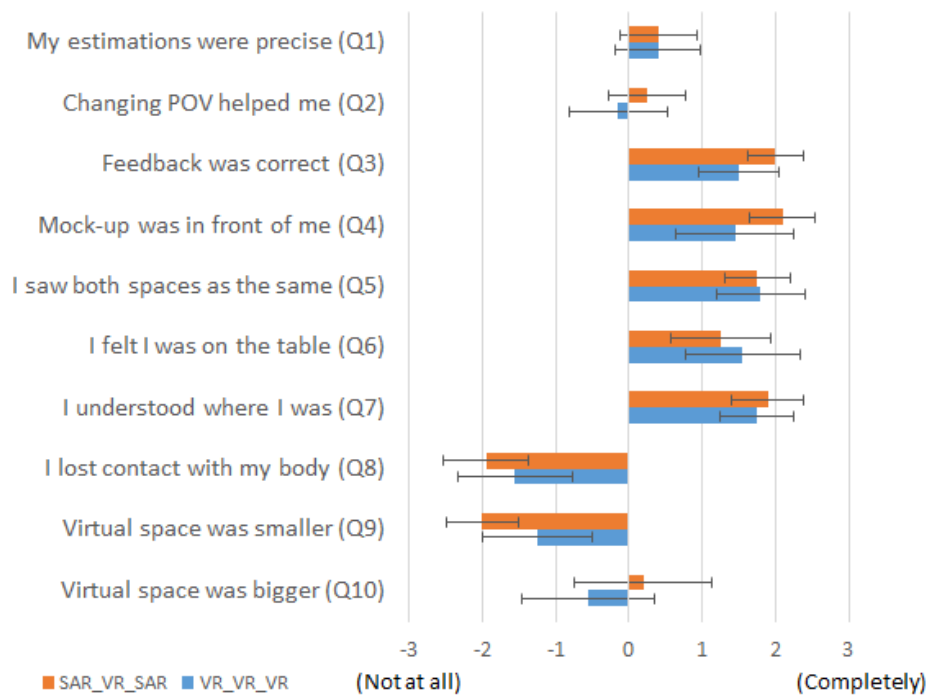 My estimations were precise (Q1)
Changing POV helped me (Q2)
Feedback was correct (Q3)
Mock-up was in front of me (Q4)
I saw both spaces as the same (Q5)
I felt I was on the table (Q6)
I understood where I was (Q7)
I lost contact with my body (Q8)
Virtual space was smaller (Q9)
Virtual space was bigger (Q10)
-3 -2 -1 0 1 2 3
SAR_VR_SAR VR_VR_VR (Not at all) (Completely)